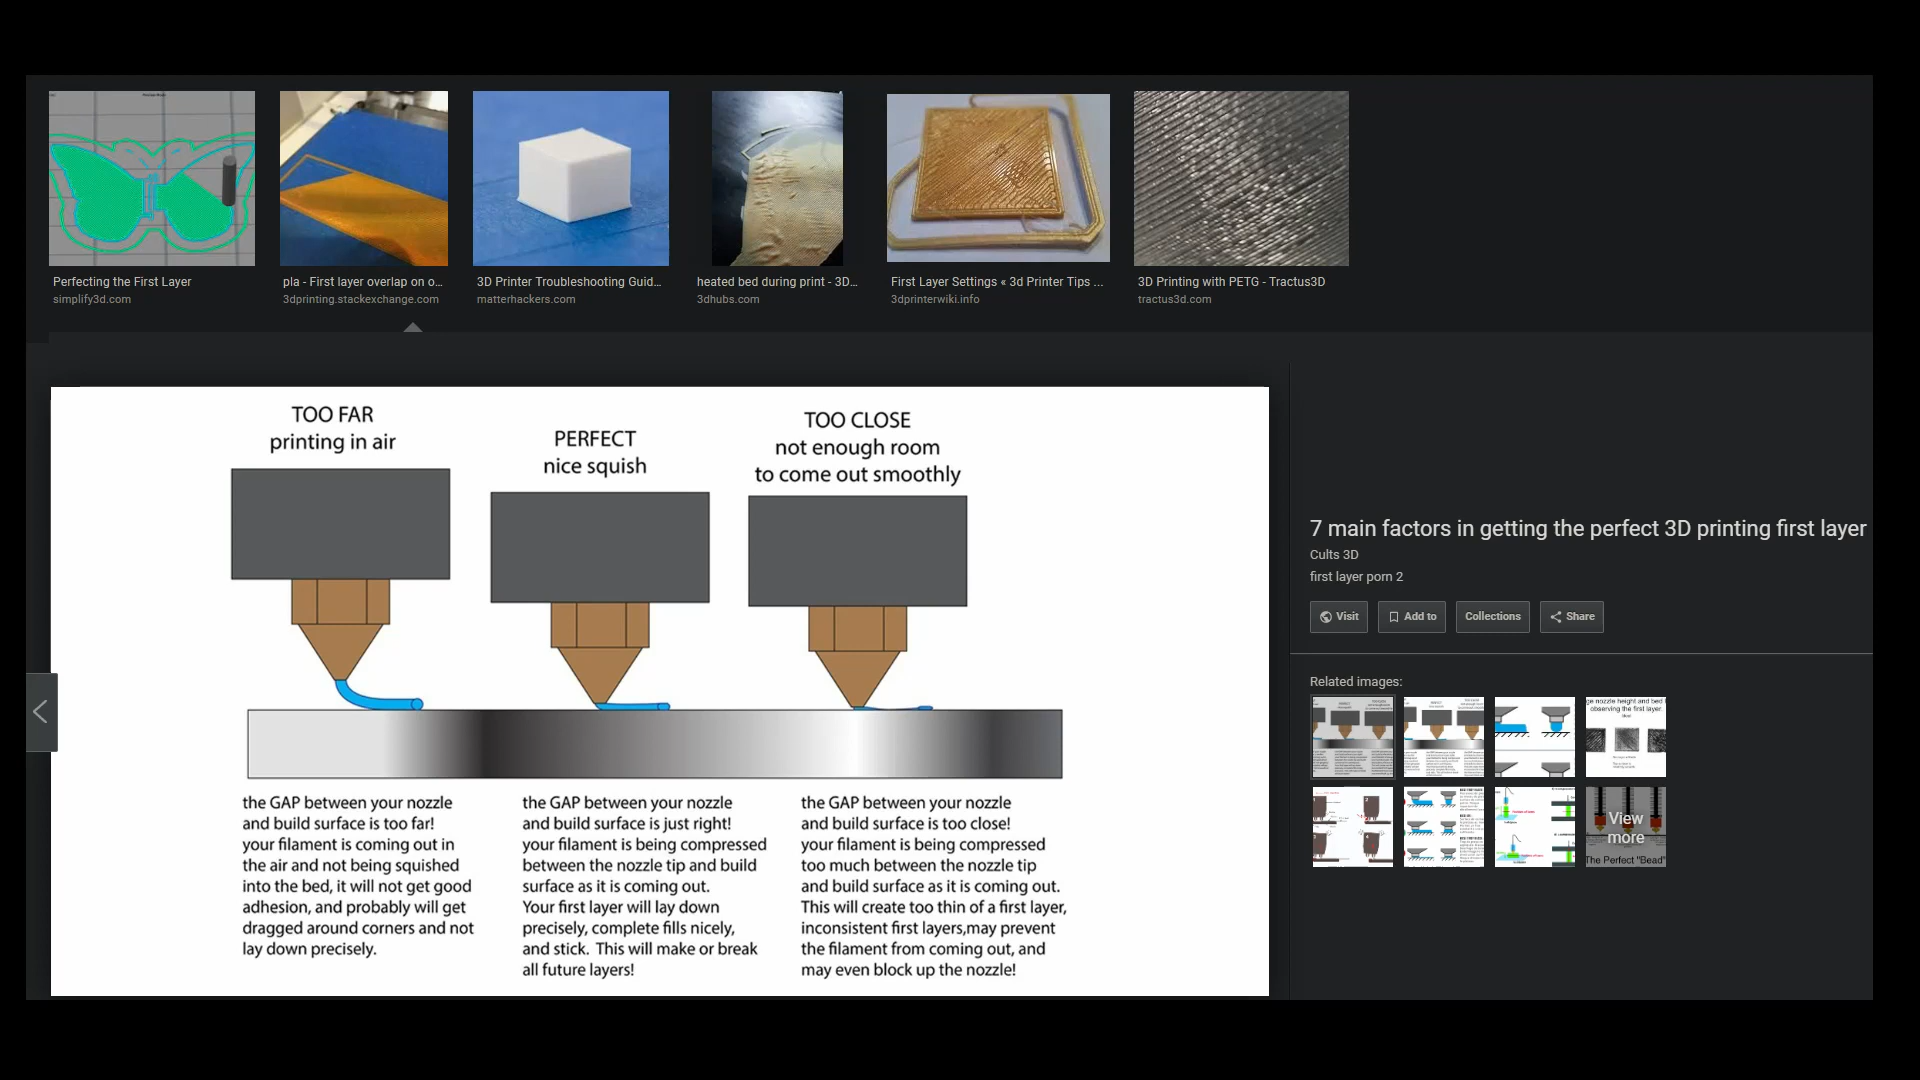 Perfecting the First Layer
simplify3d.com
pla - First layer overlap on o...
3dprinting.stackexchange.com
3D Printer Troubleshooting Guid...
matterhackers.com
heated bed during print - 3D...
3dhubs.com
First Layer Settings « 3d Printer Tips ...
3dprinterwiki.info
3D Printing with PETG - Tractus3D
tractus3d.com
TOO FAR
printing in air
PERFECT
nice squish
TOO CLOSE
not enough room
to come out smoothly
the GAP between your nozzle
and build surface is too far!
your filament is coming out in
the air and not being squished
into the bed, it will not get good
adhesion, and probably will get
dragged around corners and not
lay down precisely.
the GAP between your nozzle
and build surface is just right!
your filament is being compressed
between the nozzle tip and build
surface as it is coming out.
Your first layer will lay down
precisely, complete fills nicely,
and stick. This will make or break
all future layers!
the GAP between your nozzle
and build surface is too close!
your filament is being compressed
too much between the nozzle tip
and build surface as it is coming out.
This will create too thin of a first layer,
inconsistent first layers,may prevent
the filament from coming out, and
may even block up the nozzle!
7 main factors in getting the perfect 3D printing first layer
Cults 3D
first layer porn 2
Visit
Add to
Collections
Share
Related images:
ge nozzle height and bed
observing the first layer.
View
more
The Perfect "Bead"